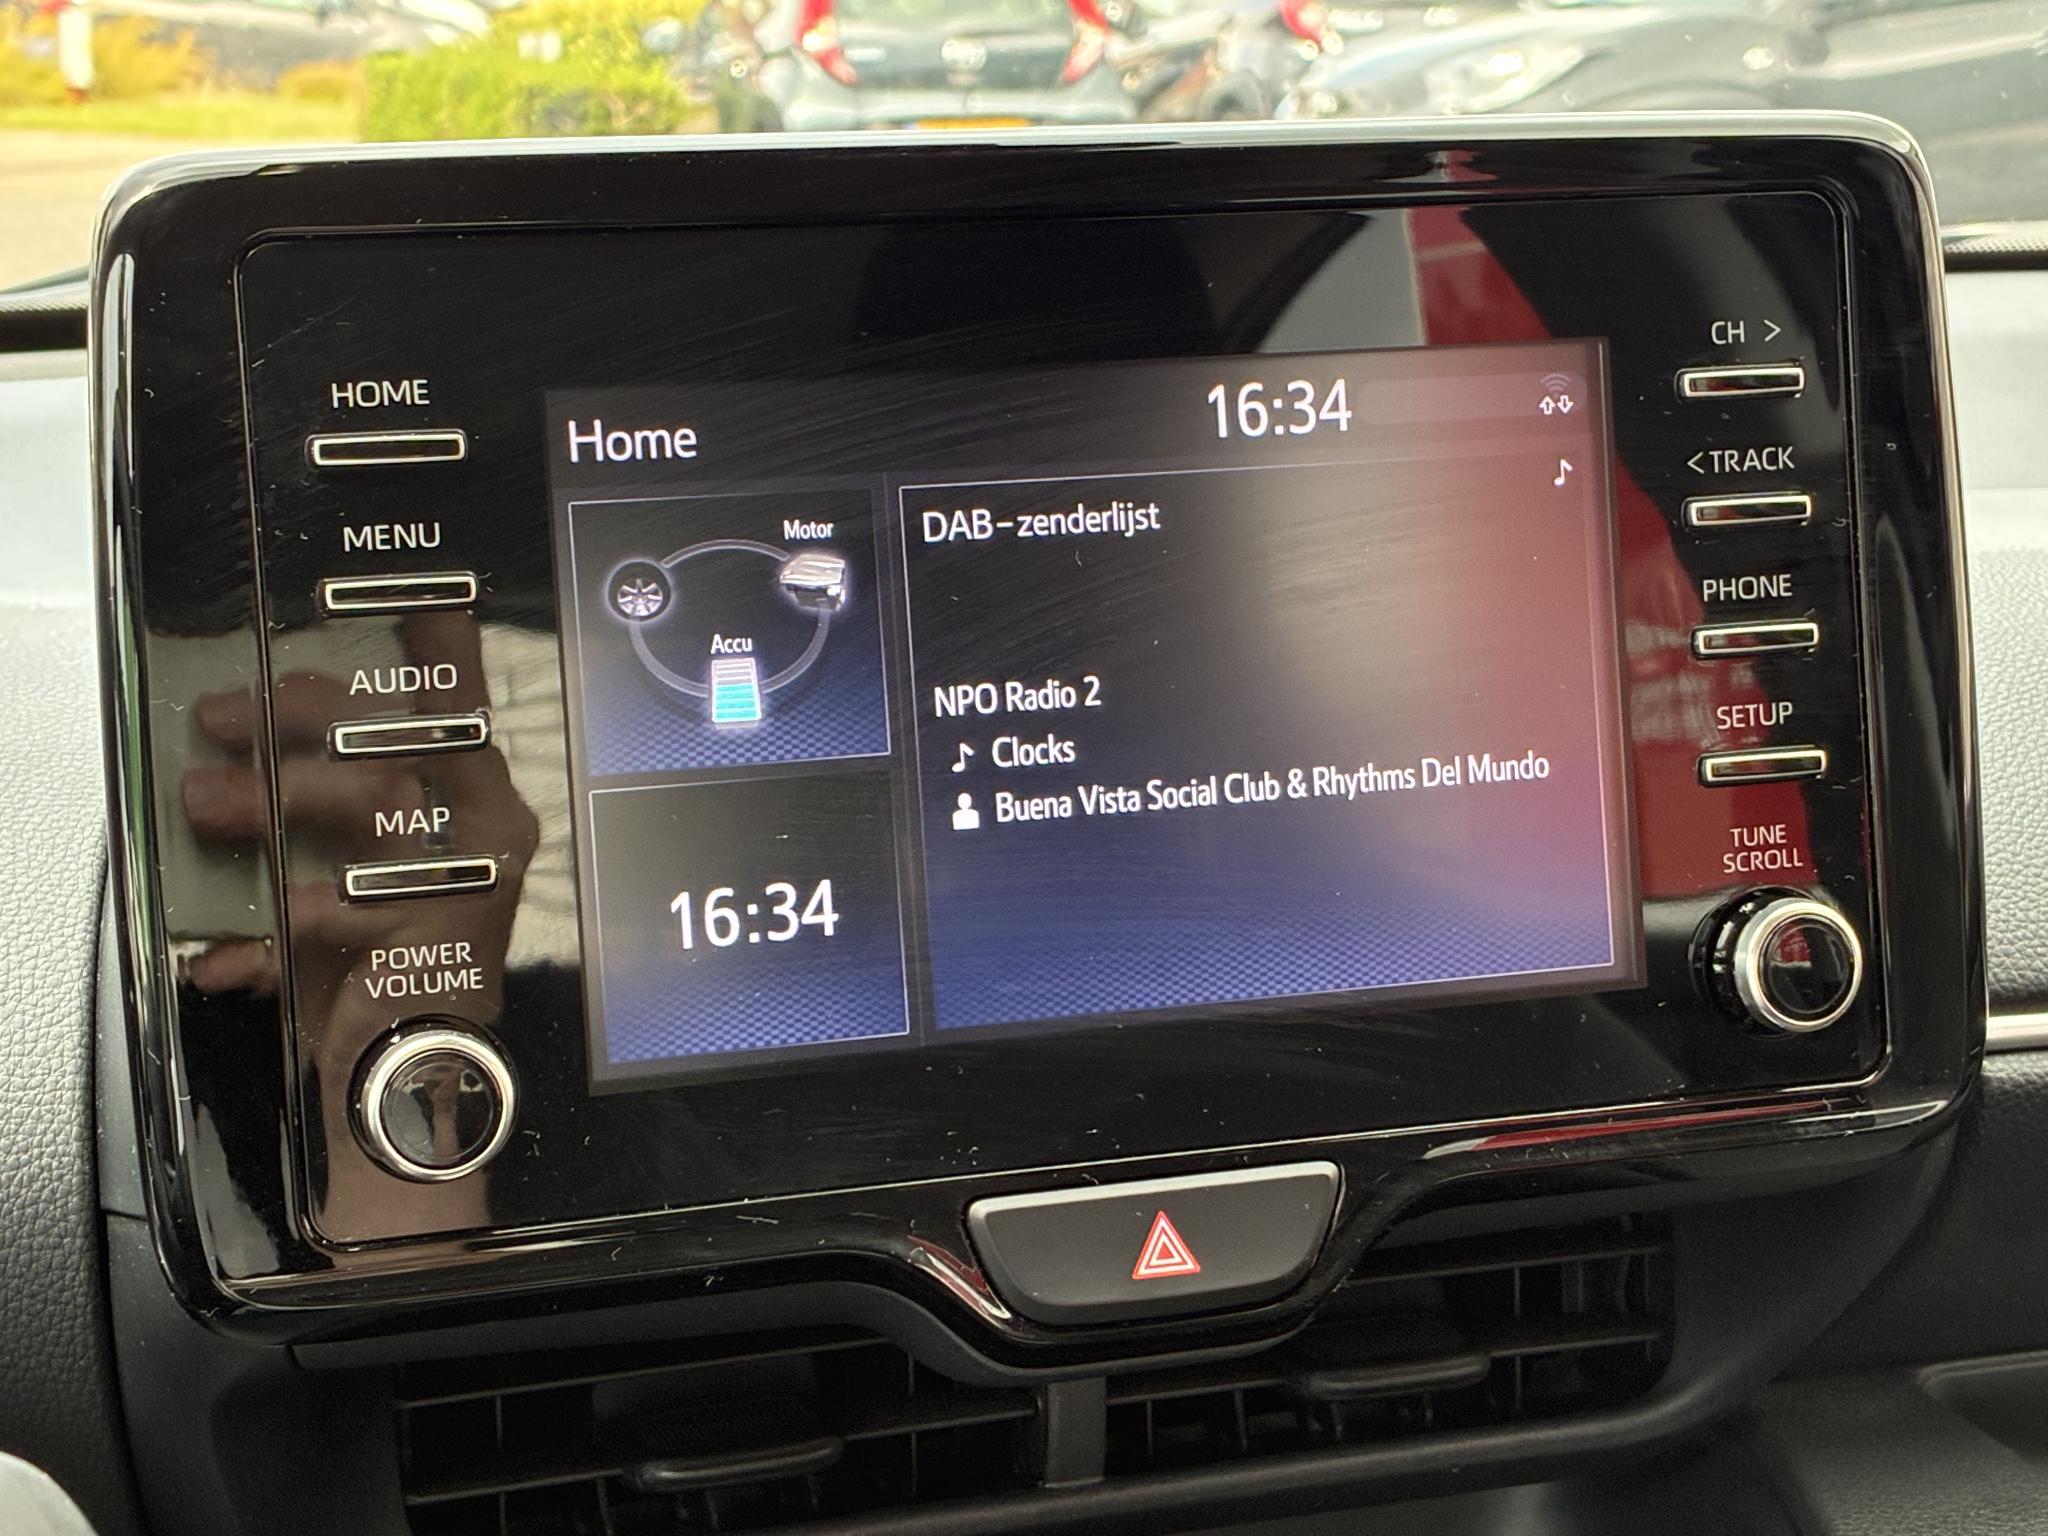 HOME
MENU
AUDIO
MAP
POWER
VOLUME
Home
16:34
Motor
Accu
16:34
DAB-zenderlijst
NPO Radio 2
Clocks
Buena Vista Social Club & Rhythms Del Mundo
CH >
< TRACK
PHONE
SETUP
TUNE
SCROLL